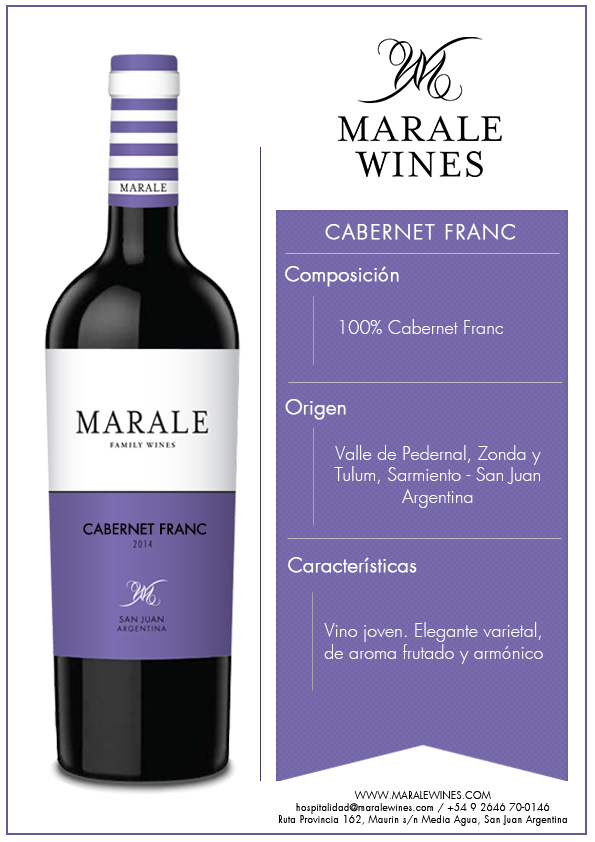 MARALE
MARALE
FAMILY WINES
CABERNET FRANC
2014
SAN JUAN
ARGENTINA
MARALE
WINES
CABERNET FRANC
Composición
100% Cabernet Franc
Origen
Valle de Pedernal, Zonda y
Tulum, Sarmiento - San Juan
Argentina
Características
Vino joven. Elegante varietal,
de aroma frutado y armónico
WWW.MARALEWINES.COM
hospitalidad@maralewines.com / +54 9 2646 70-0146
Ruta Provincia 162, Maurin s/n Media Agua, San Juan Argentina